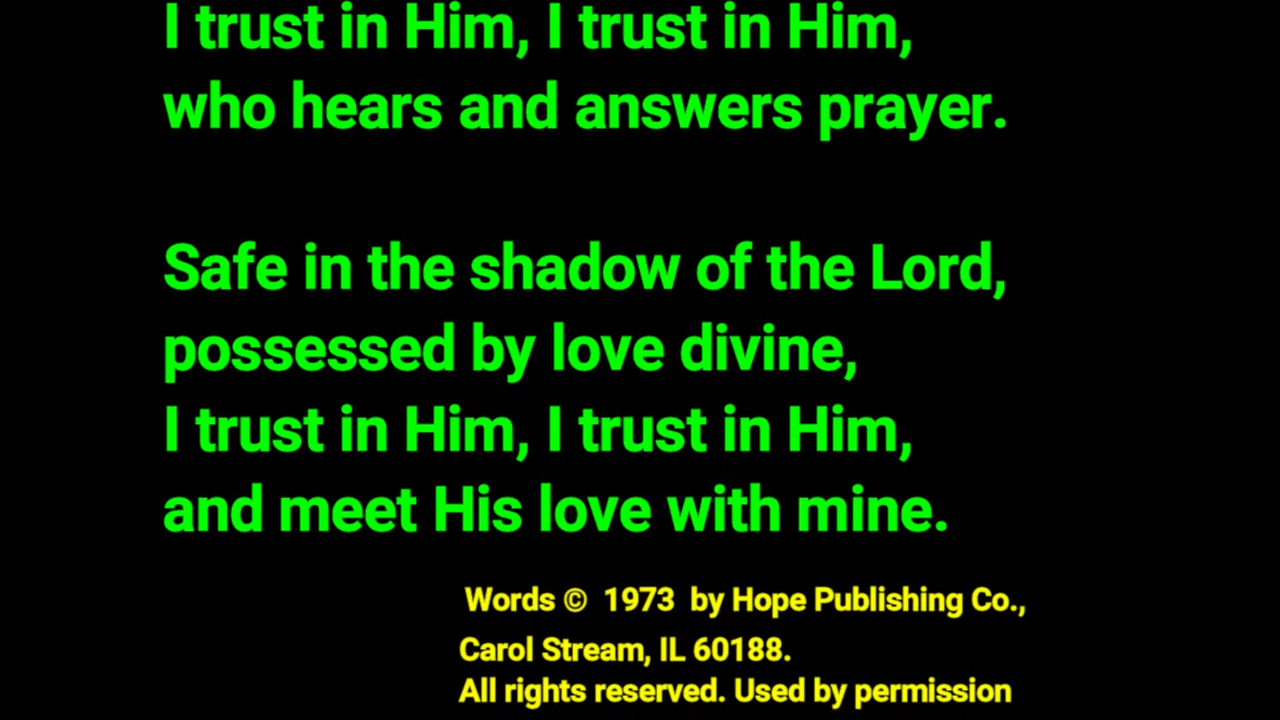 I trust in Him, I trust in Him,
who hears and answers prayer.
Safe in the shadow of the Lord,
possessed by love divine,
I trust in Him, I trust in Him,
and meet His love with mine.
Words © 1973 by Hope Publishing Co.,
Carol Stream, IL 60188.
All rights reserved. Used by permission